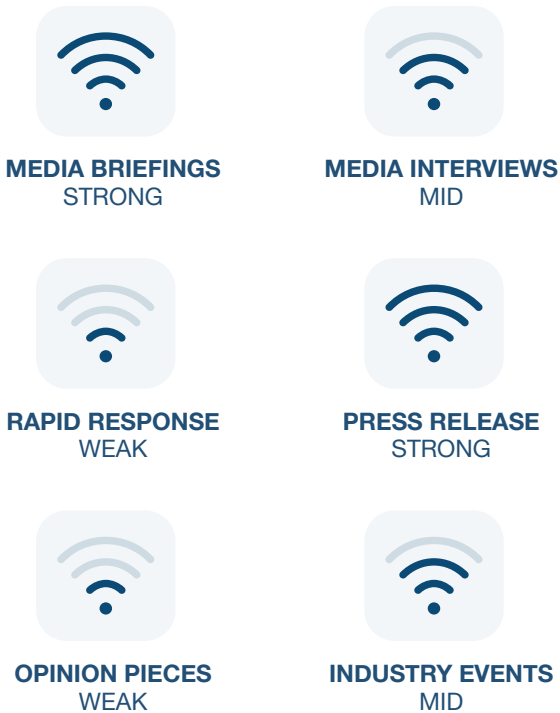 MEDIA BRIEFINGS
STRONG
MEDIA INTERVIEWS
MID
RAPID RESPONSE
WEAK
PRESS RELEASE
STRONG
OPINION PIECES
WEAK
INDUSTRY EVENTS
MID